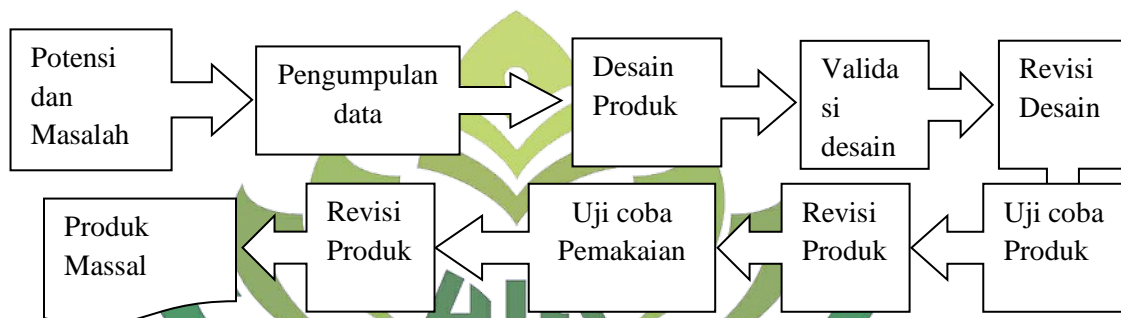 Potensi
dan
Masalah
Pengumpulan
data
Desain
Produk
Valida
si
desain
Revisi
Desain
Uji coba
Produk
Revisi
Produk
Uji coba
Pemakaian
Revisi
Produk
Produk
Massal